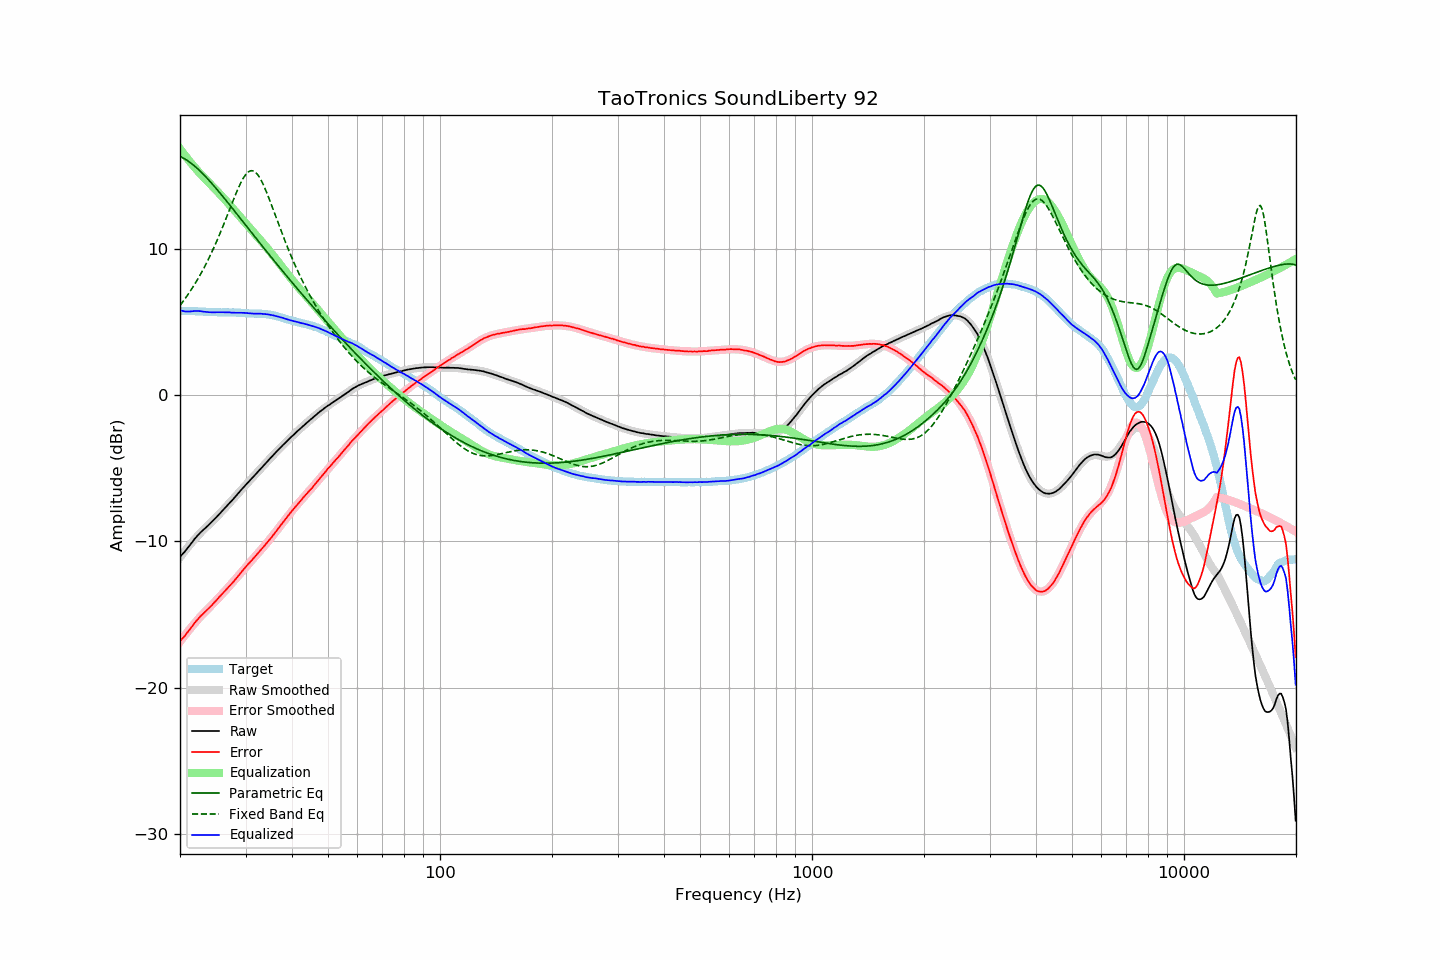 TaoTronics SoundLiberty 92
Amplitude (dBr)
10
0
−10
−20
−30
Target
Raw Smoothed
Error Smoothed
Raw
Error
Equalization
Parametric Eq
Fixed Band Eq
Equalized
100
1000
10000
Frequency (Hz)